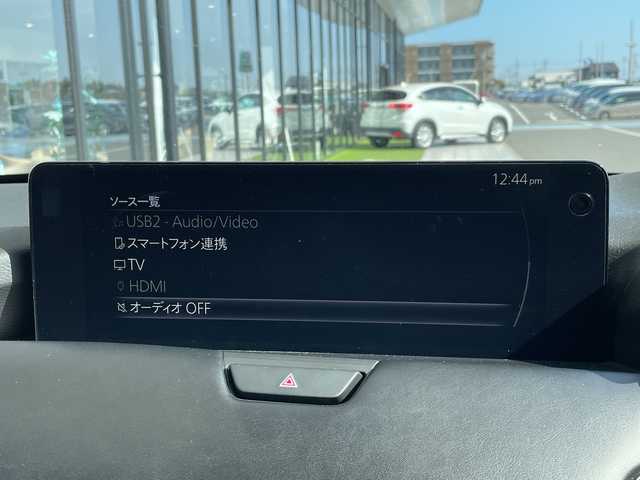 12:44 pm
ソース一覧
USB2 - Audio/Video
スマートフォン連携
TV
HDMI
オーディオ OFF